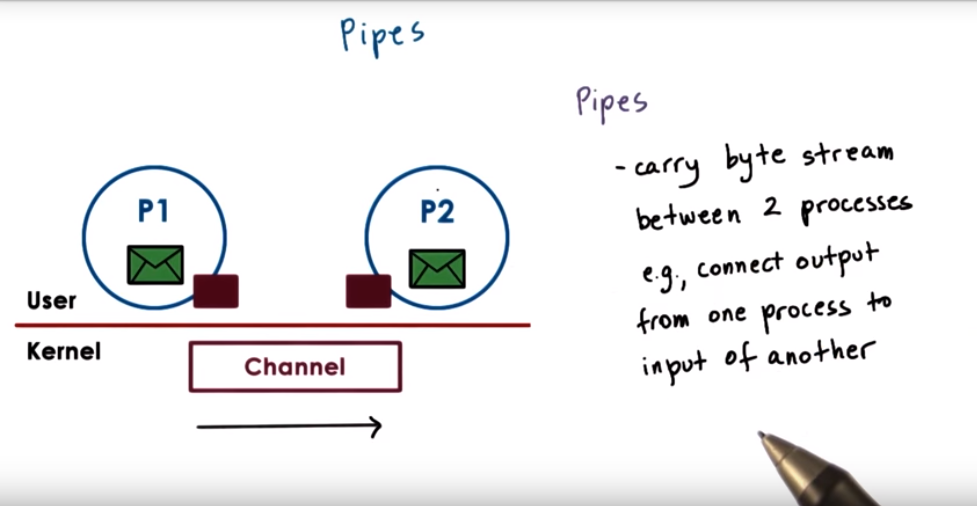 Pipes
P1
P2
User
Kernel
Channel
Pipes
- carry byte stream
between 2 processes
e.g., connect output
from one process to
input of another